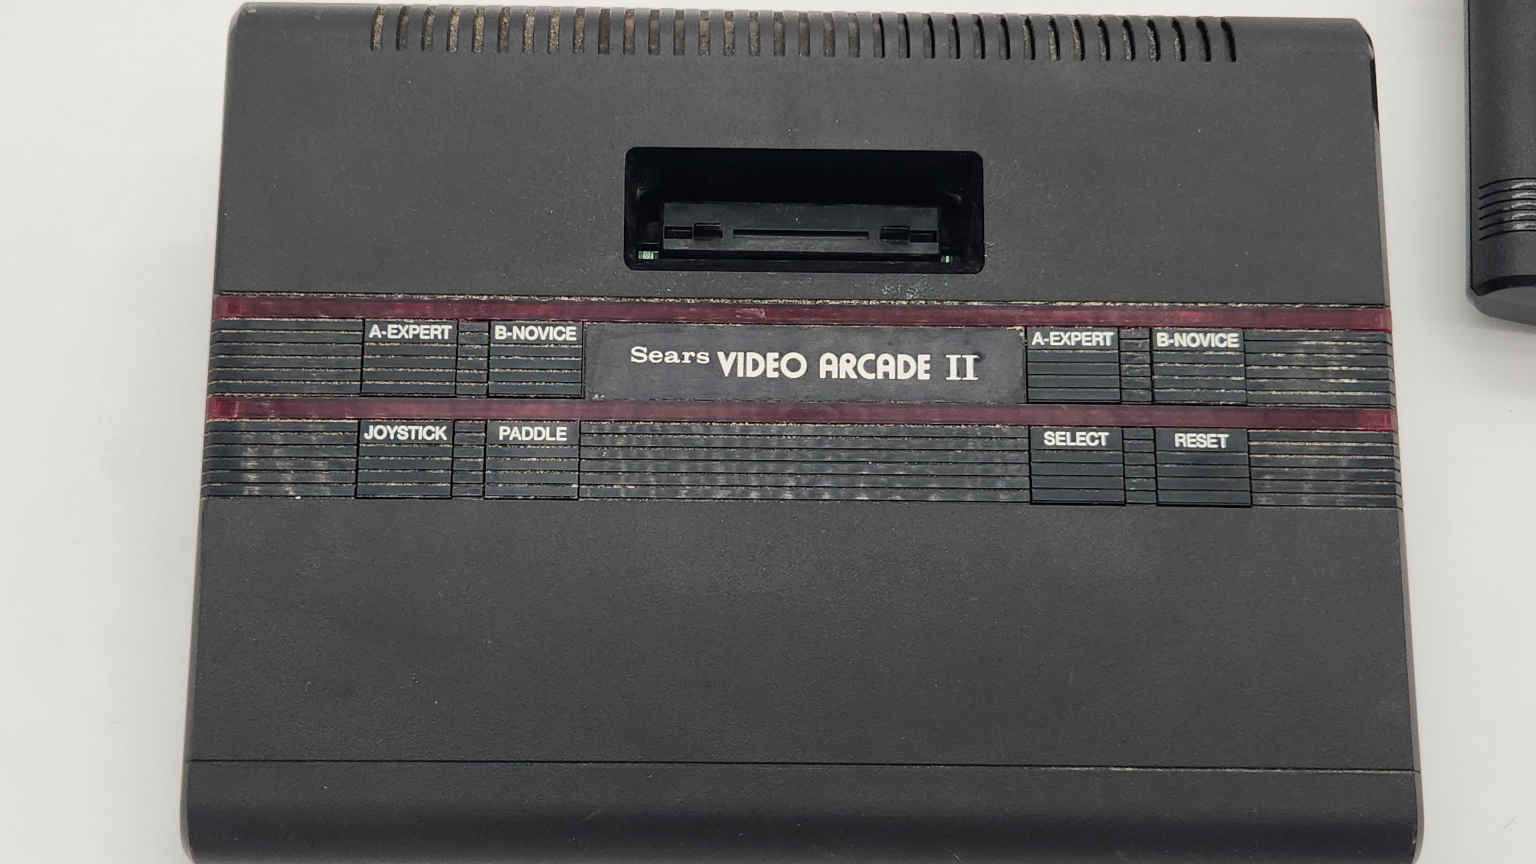 A-EXPERT B-NOVICE Sears VIDEO ARCADE II A-EXPERT B-NOVICE
JOYSTICK PADDLE SELECT RESET